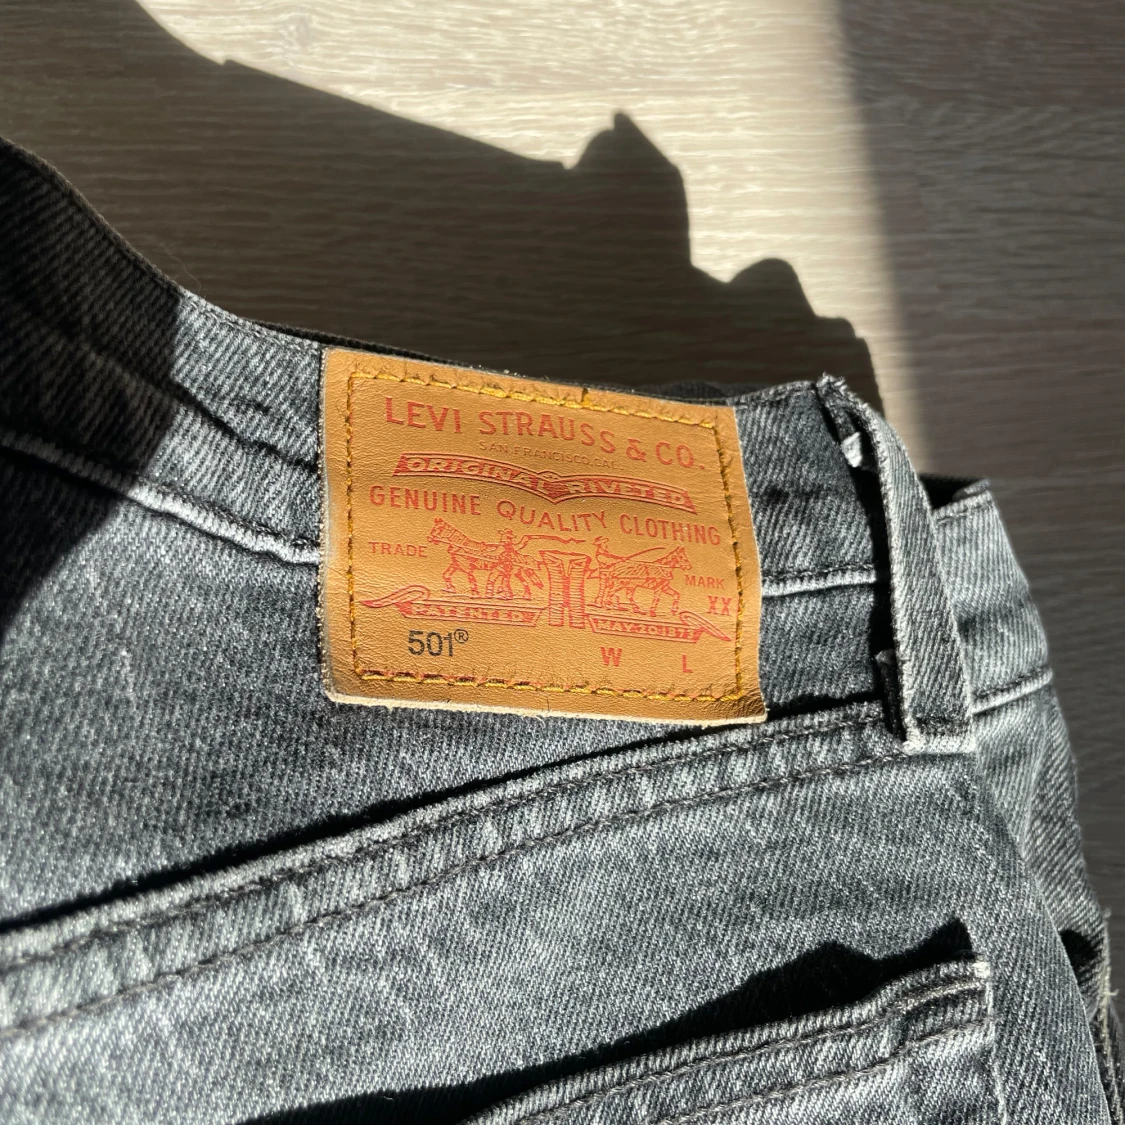 LEVI STRAUSS & CO.
SAN FRANCISCO, CAL.
ORIGINAL RIVETED
GENUINE QUALITY CLOTHING
TRADE MARK
XX
PATENTED MAY 20 1873
501®
W L